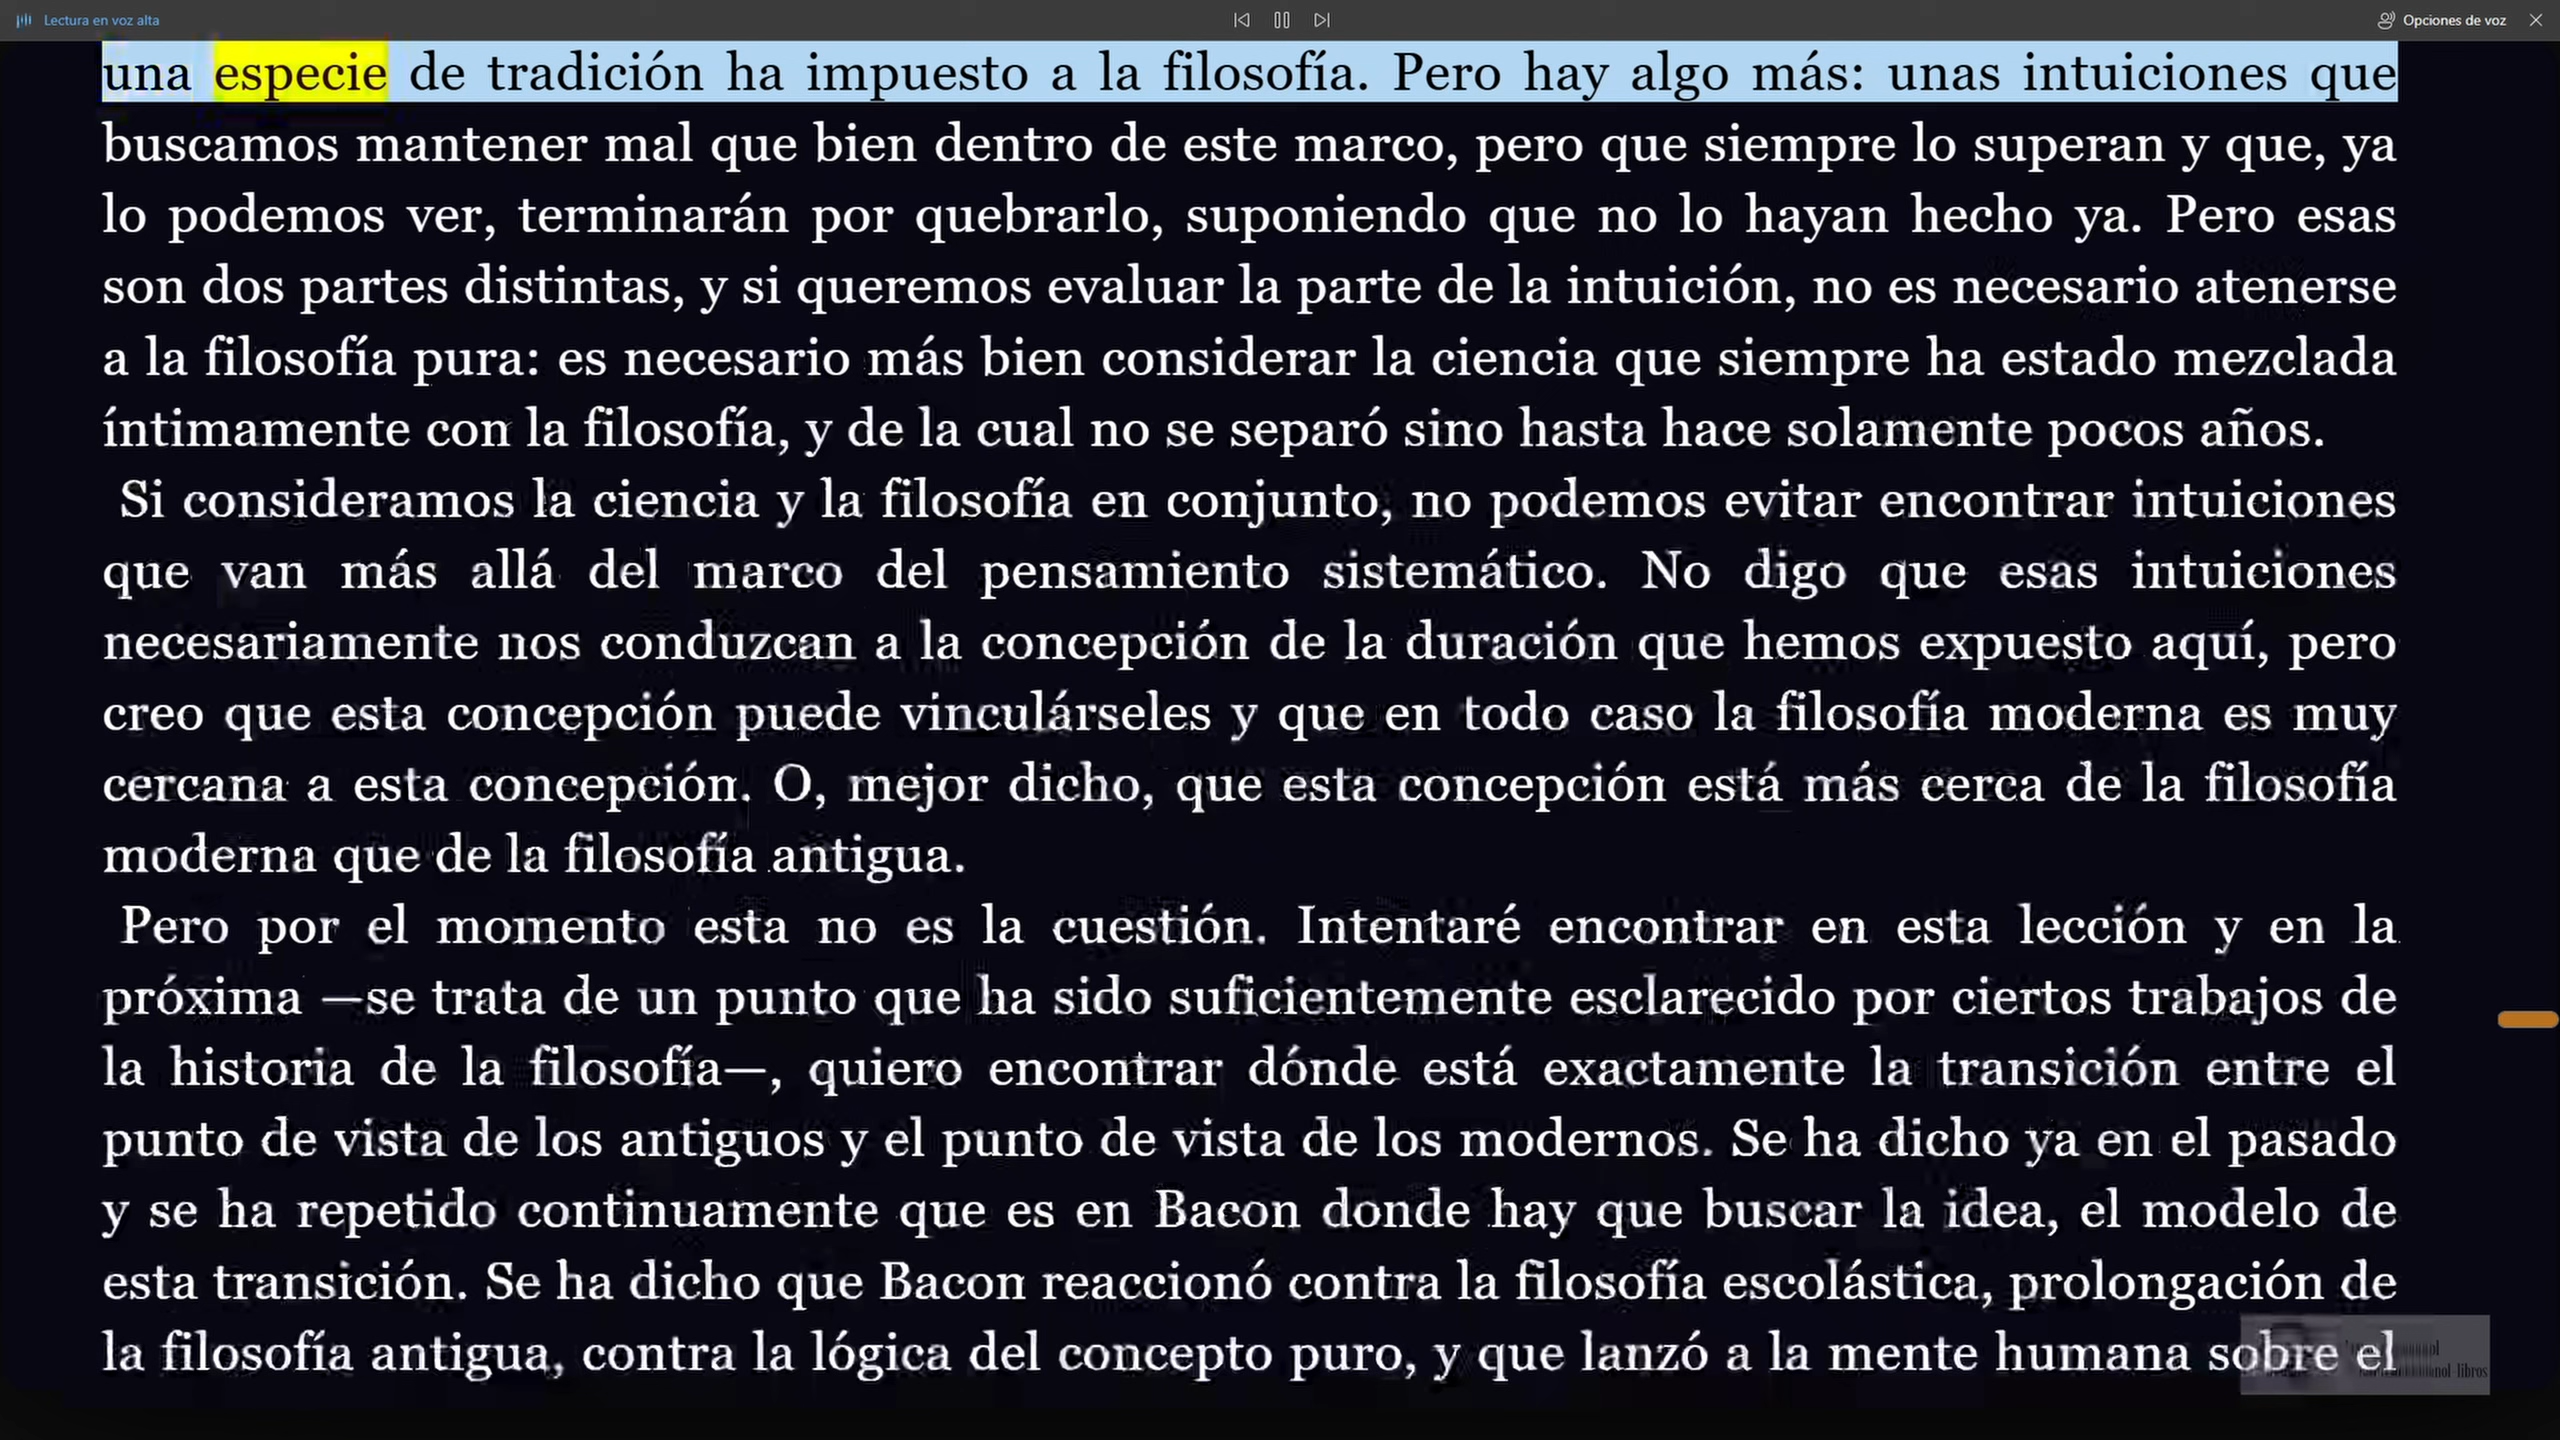 Lectura en voz alta
Opciones de voz
una especie de tradición ha impuesto a la filosofía. Pero hay algo más: unas intuiciones que
buscamos mantener mal que bien dentro de este marco, pero que siempre lo superan y que, ya
lo podemos ver, terminarán por quebrarlo, suponiendo que no lo hayan hecho ya. Pero esas
son dos partes distintas, y si queremos evaluar la parte de la intuición, no es necesario atenerse
a la filosofía pura: es necesario más bien considerar la ciencia que siempre ha estado mezclada
íntimamente con la filosofía, y de la cual no se separó sino hasta hace solamente pocos años.
Si consideramos la ciencia y la filosofía en conjunto, no podemos evitar encontrar intuiciones
que van más allá del marco del pensamiento sistemático. No digo que esas intuiciones
necesariamente nos conduzcan a la concepción de la duración que hemos expuesto aquí, pero
creo que esta concepción puede vinculárseles y que en todo caso la filosofía moderna es muy
cercana a esta concepción. O, mejor dicho, que esta concepción está más cerca de la filosofía
moderna que de la filosofía antigua.
Pero por el momento esta no es la cuestión. Intentaré encontrar en esta lección y en la
próxima —se trata de un punto que ha sido suficientemente esclarecido por ciertos trabajos de
la historia de la filosofía—, quiero encontrar dónde está exactamente la transición entre el
punto de vista de los antiguos y el punto de vista de los modernos. Se ha dicho ya en el pasado
y se ha repetido continuamente que es en Bacon donde hay que buscar la idea, el modelo de
esta transición. Se ha dicho que Bacon reaccionó contra la filosofía escolástica, prolongación de
la filosofía antigua, contra la lógica del concepto puro, y que lanzó a la mente humana sobre el
libros